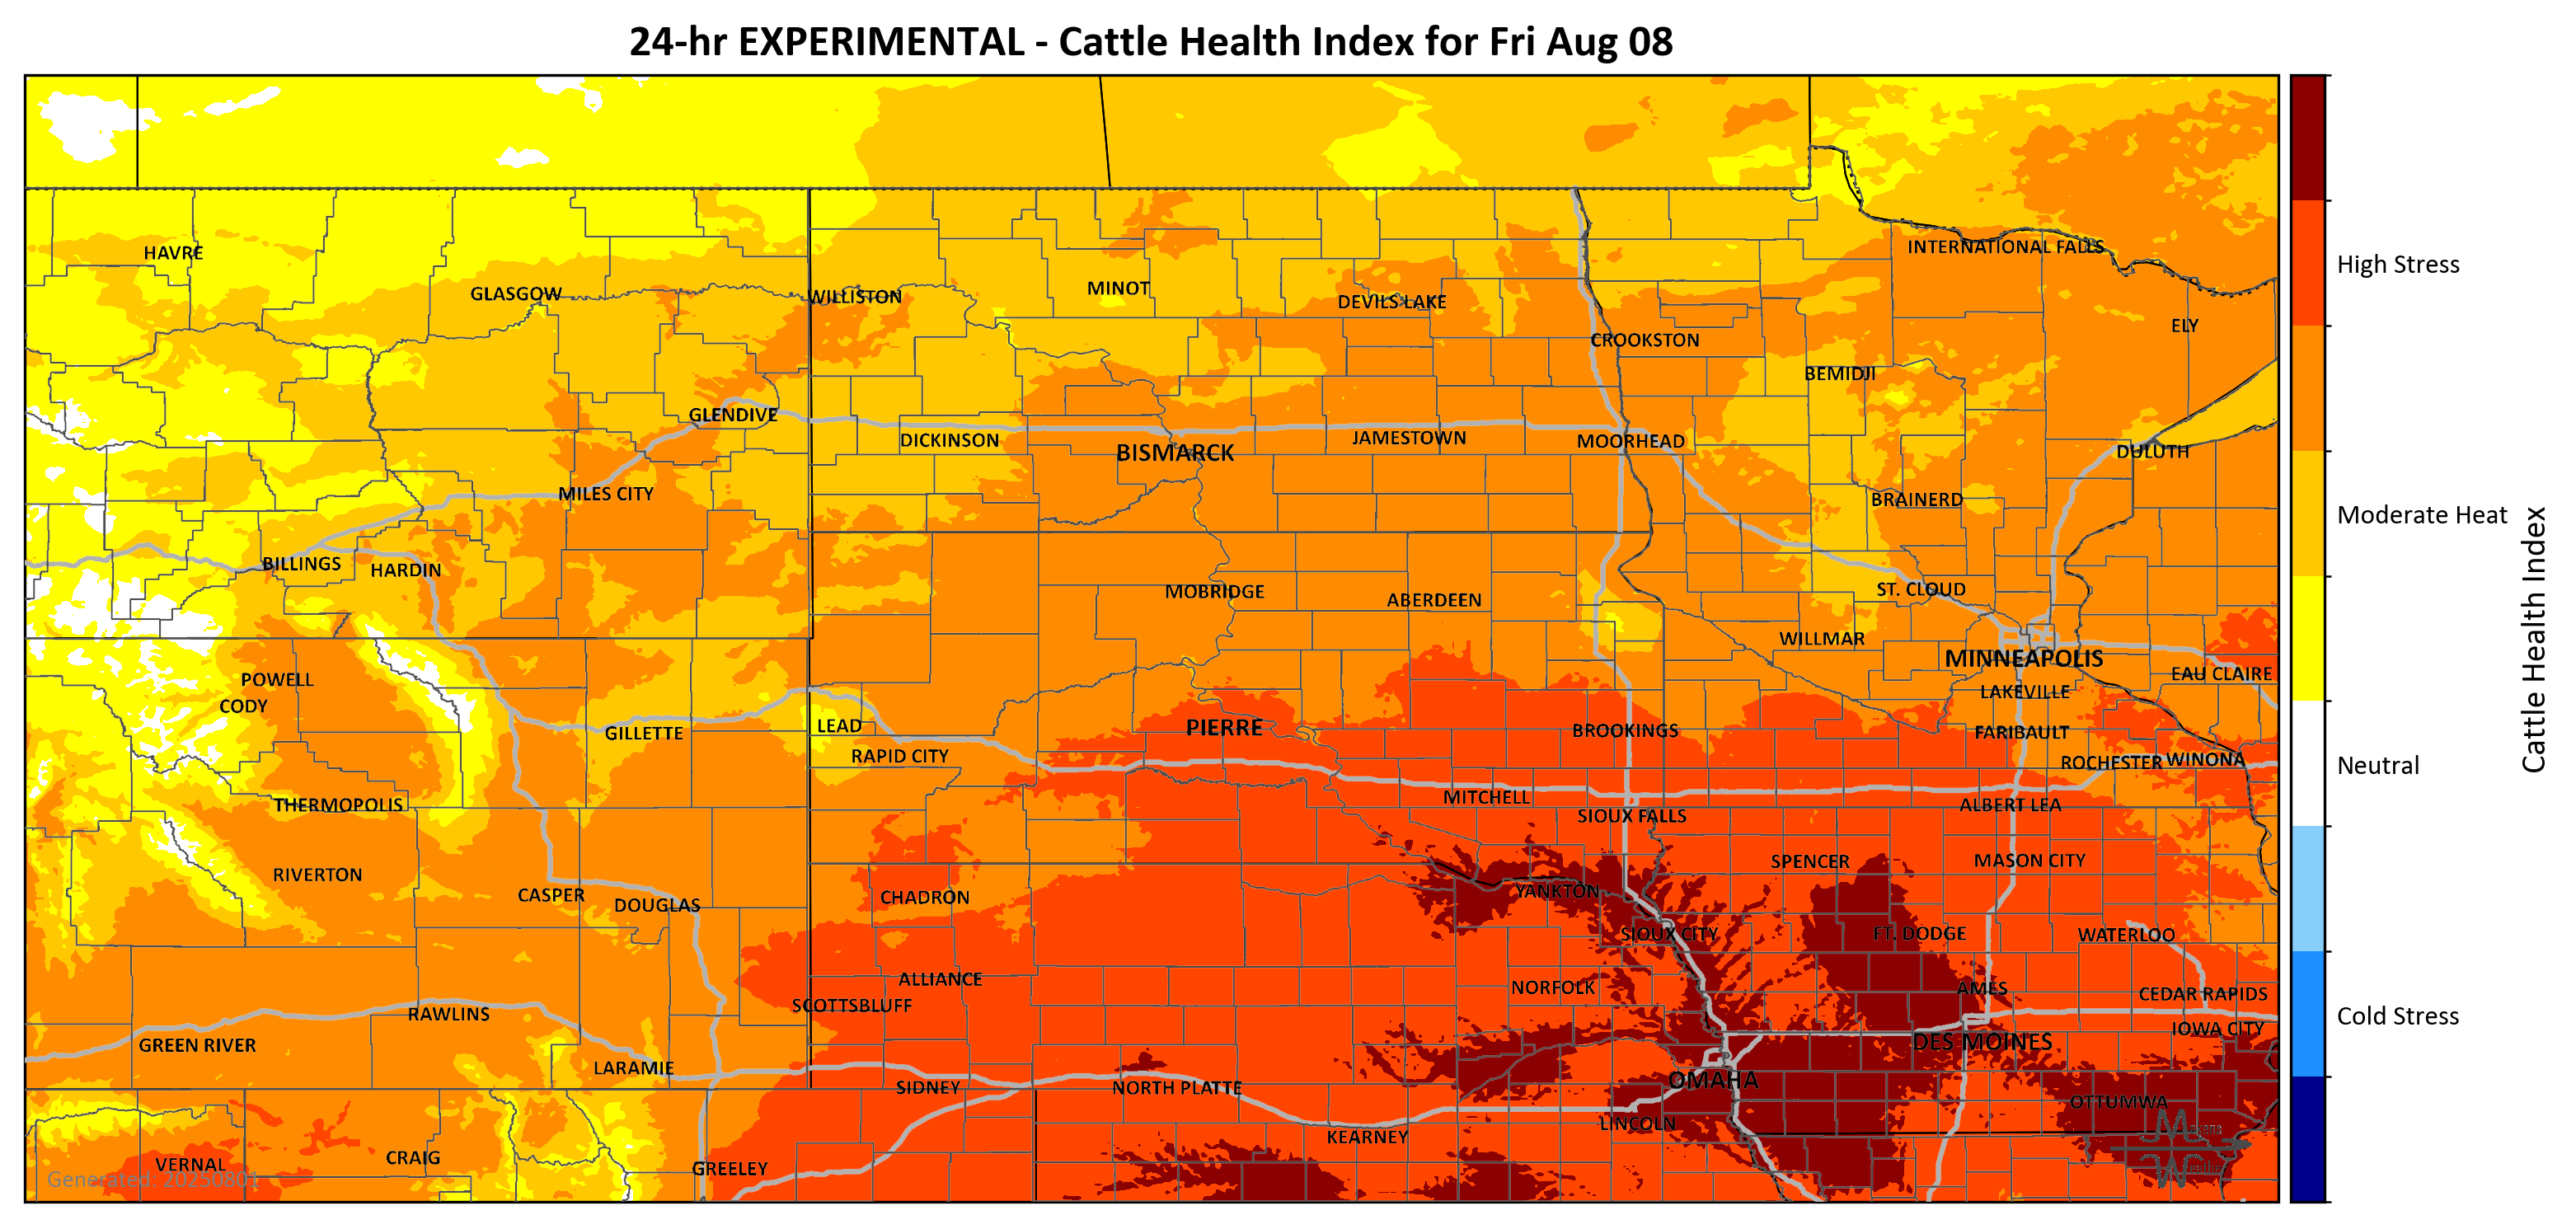 24-hr EXPERIMENTAL - Cattle Health Index for Fri Aug 08
HAVRE
INTERNATIONAL FALLS
GLASGOW
WILLISTON
MINOT
DEVILS LAKE
ELY
CROOKSTON
BEMIDJI
GLENDIVE
DICKINSON
BISMARCK
JAMESTOWN
MOORHEAD
DULUTH
MILES CITY
BRAINERD
BILLINGS
HARDIN
MOBRIDGE
ABERDEEN
ST. CLOUD
WILLMAR
MINNEAPOLIS
EAU CLAIRE
POWELL
LAKEVILLE
CODY
GILLETTE
LEAD
PIERRE
BROOKINGS
FARIBAULT
RAPID CITY
ROCHESTER
WINONA
THERMOPOLIS
MITCHELL
ALBERT LEA
SIOUX FALLS
SPENCER
MASON CITY
RIVERTON
CASPER
DOUGLAS
CHADRON
YANKTON
SIOUX CITY
FT. DODGE
WATERLOO
ALLIANCE
NORFOLK
AMES
CEDAR RAPIDS
SCOTTSBLUFF
RAWLINS
IOWA CITY
GREEN RIVER
DES MOINES
LARAMIE
SIDNEY
NORTH PLATTE
OMAHA
OTTUMWA
LINCOLN
KEARNEY
VERNAL
CRAIG
GREELEY
Generated: 20250801
High Stress
Moderate Heat
Neutral
Cold Stress
Cattle Health Index